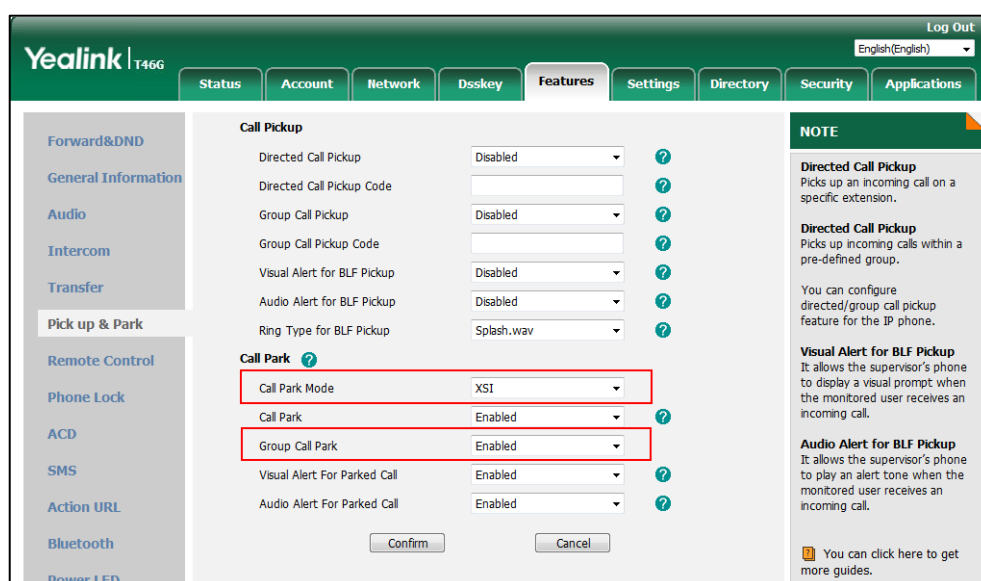 Log Out
Yealink T46G
English(English)
Status Account Network Dsskey Features Settings Directory Security Applications
Forward&DND
General Information
Audio
Intercom
Transfer
Pick up & Park
Remote Control
Phone Lock
ACD
SMS
Action URL
Bluetooth
Power LED
Call Pickup
Directed Call Pickup Disabled ?
Directed Call Pickup Code ?
Group Call Pickup Disabled ?
Group Call Pickup Code ?
Visual Alert for BLF Pickup Disabled ?
Audio Alert for BLF Pickup Disabled ?
Ring Type for BLF Pickup Splash.wav ?
Call Park ?
Call Park Mode XSI
Call Park Enabled ?
Group Call Park Enabled
Visual Alert For Parked Call Enabled ?
Audio Alert For Parked Call Enabled ?
Confirm Cancel
NOTE
Directed Call Pickup
Picks up an incoming call on a
specific extension.
Directed Call Pickup
Picks up incoming calls within a
pre-defined group.
You can configure
directed/group call pickup
feature for the IP phone.
Visual Alert for BLF Pickup
It allows the supervisor's phone
to display a visual prompt when
the monitored user receives an
incoming call.
Audio Alert for BLF Pickup
It allows the supervisor's phone
to play an alert tone when the
monitored user receives an
incoming call.
? You can click here to get
more guides.